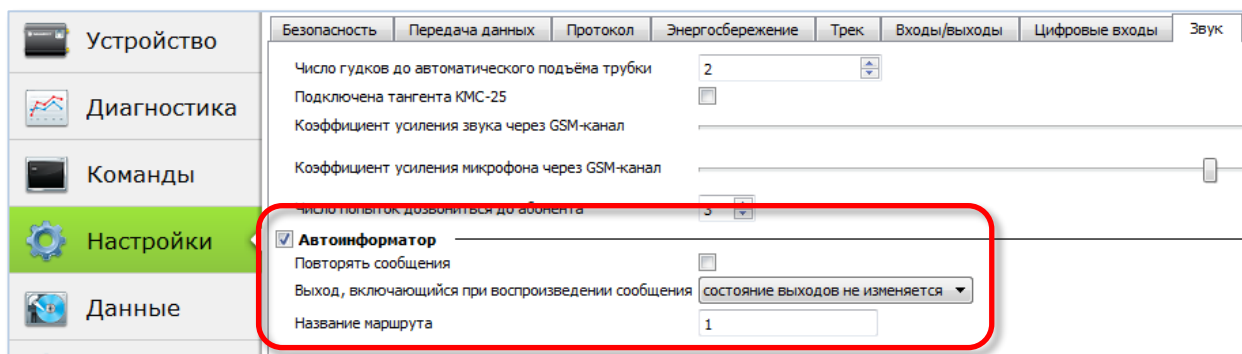 Устройство
Диагностика
Команды
Настройки
Данные
Безопасность Передача данных Протокол Энергосбережение Трек Входы/выходы Цифровые входы Звук
Число гудков до автоматического подъёма трубки 2
Подключена тангента КМС-25
Коэффициент усиления звука через GSM-канал
Коэффициент усиления микрофона через GSM-канал
Число попыток дозвониться до абонента 3
Автоинформатор
Повторять сообщения
Выход, включающийся при воспроизведении сообщения состояние выходов не изменяется
Название маршрута 1